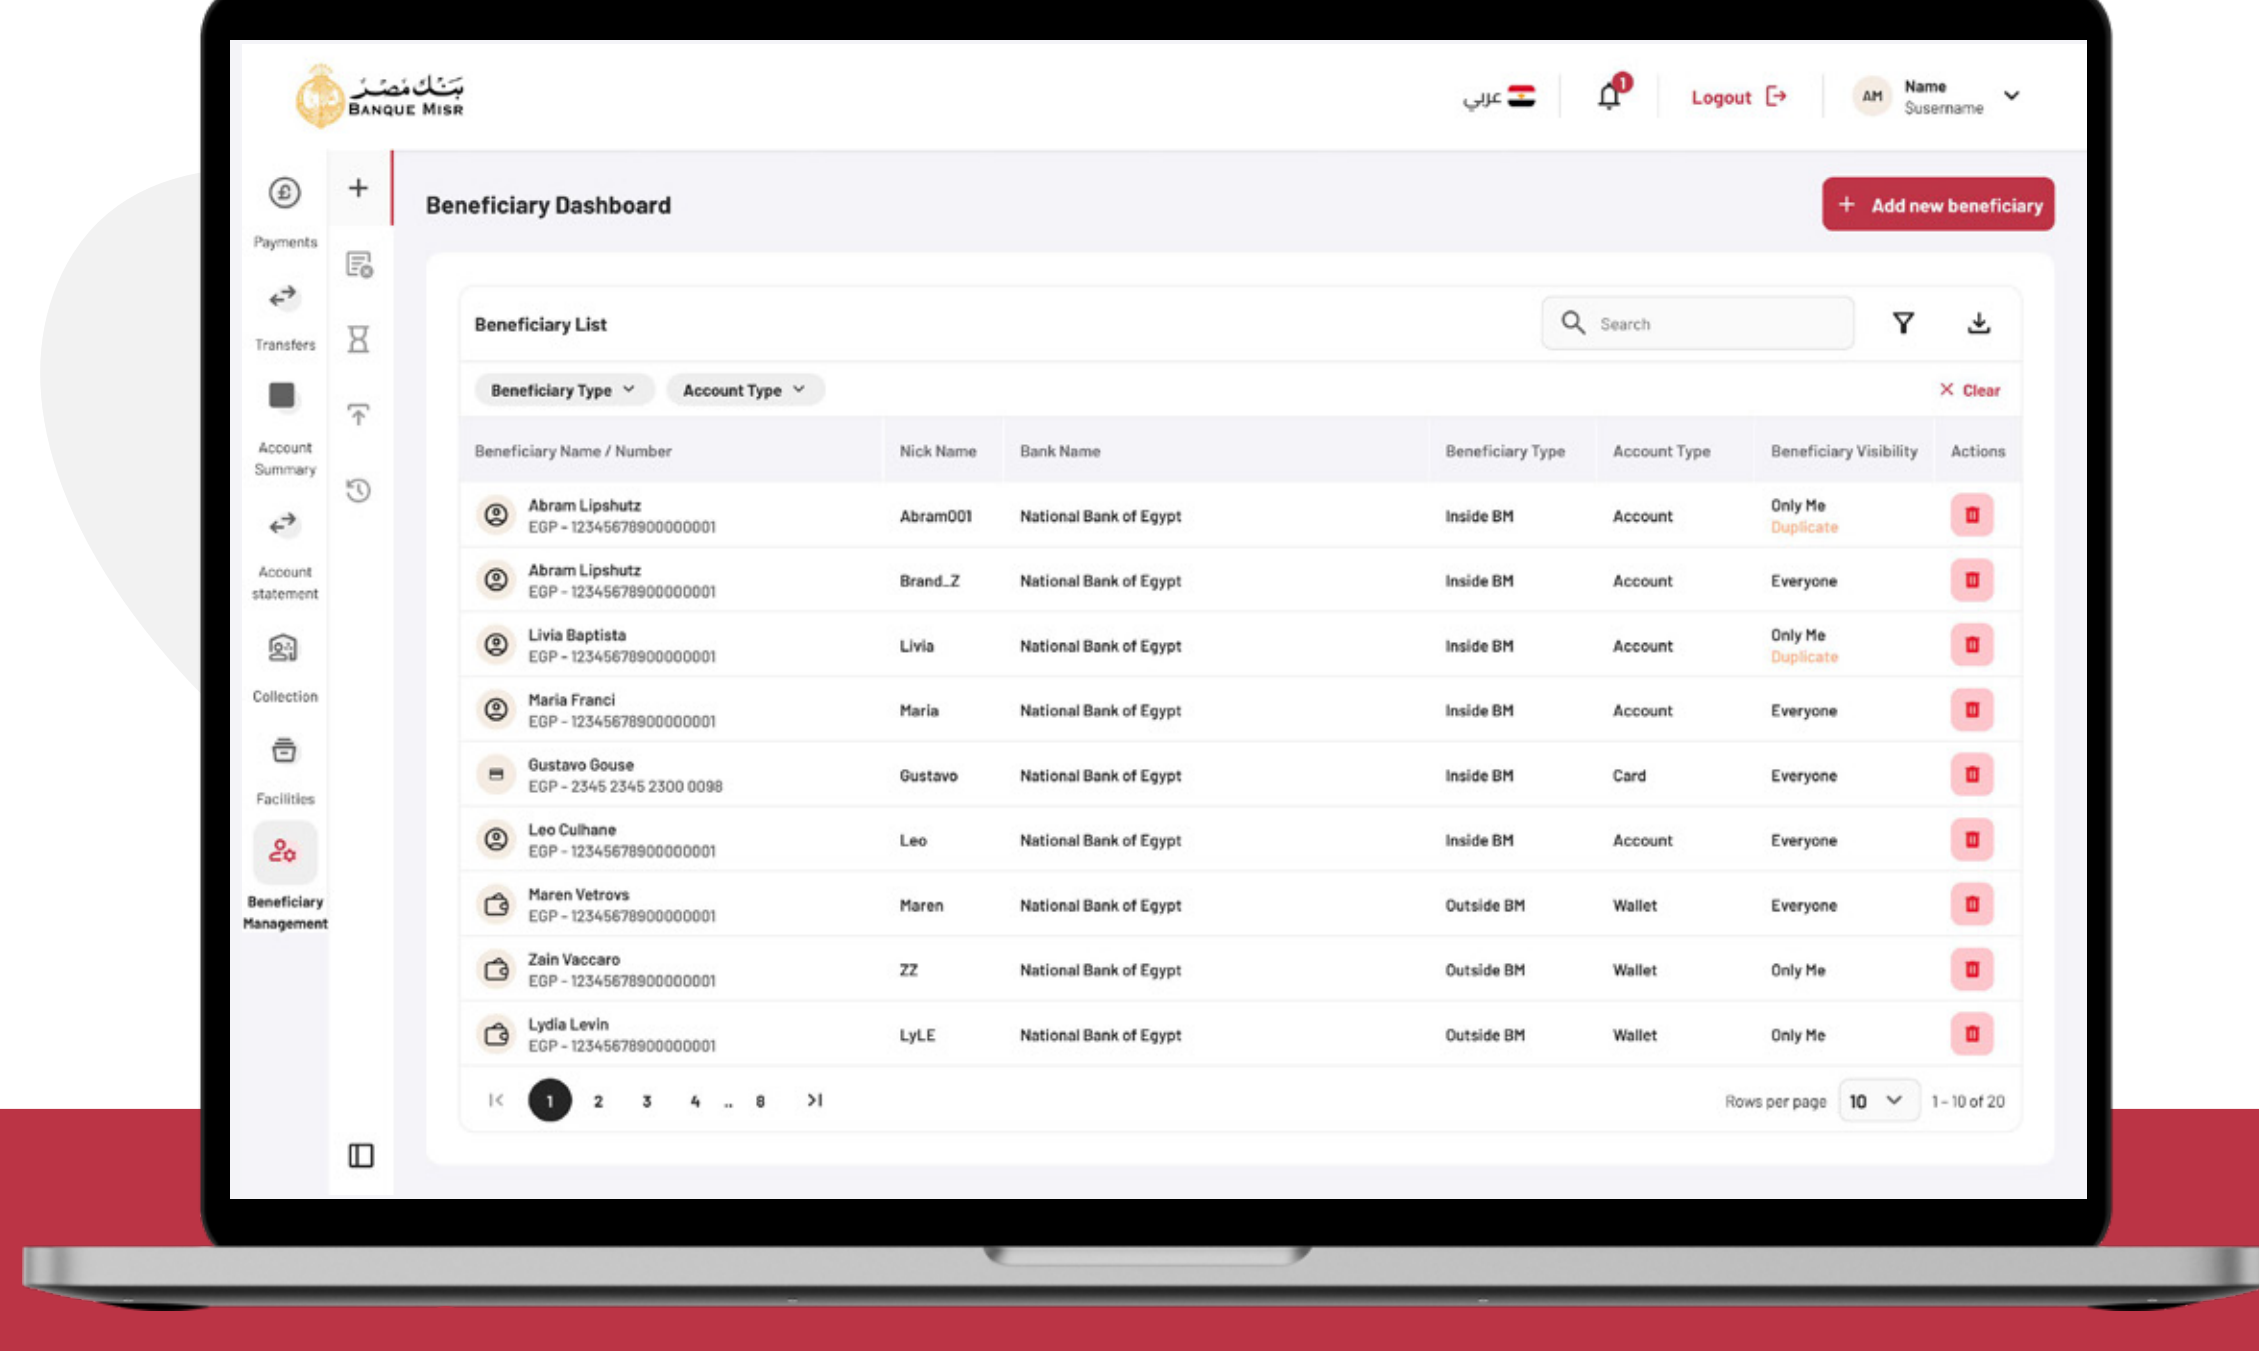 بنك مصر
BANQUE MISR
عربي
1
Logout
AM
Name
$username
Payments
Transfers
Account
Summary
Account
statement
Collection
Facilities
Beneficiary
Management
Beneficiary Dashboard
+ Add new beneficiary
Beneficiary List
Search
Beneficiary Type
Account Type
Clear
Beneficiary Name / Number Nick Name Bank Name Beneficiary Type Account Type Beneficiary Visibility Actions
Abram Lipshutz
EGP - 12345678900000001
Abram001 National Bank of Egypt Inside BM Account Only Me
Duplicate
Abram Lipshutz
EGP - 12345678900000001
Brand_Z National Bank of Egypt Inside BM Account Everyone
Livia Baptista
EGP - 12345678900000001
Livia National Bank of Egypt Inside BM Account Only Me
Duplicate
Maria Franci
EGP - 12345678900000001
Maria National Bank of Egypt Inside BM Account Everyone
Gustavo Gouse
EGP - 2345 2345 2300 0098
Gustavo National Bank of Egypt Inside BM Card Everyone
Leo Culhane
EGP - 12345678900000001
Leo National Bank of Egypt Inside BM Account Everyone
Maren Vetrovs
EGP - 12345678900000001
Maren National Bank of Egypt Outside BM Wallet Everyone
Zain Vaccaro
EGP - 12345678900000001
ZZ National Bank of Egypt Outside BM Wallet Only Me
Lydia Levin
EGP - 12345678900000001
LyLE National Bank of Egypt Outside BM Wallet Only Me
1 2 3 4 .. 8
Rows per page 10 1 - 10 of 20